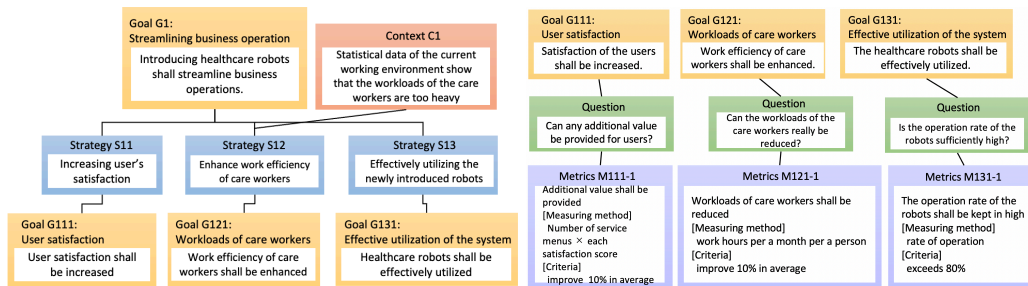 Goal G1:
Streamlining business operation
Introducing healthcare robots
shall streamline business
operations.
Context C1
Statistical data of the current
working environment show
that the workloads of the care
workers are too heavy
Strategy S11
Increasing user's
satisfaction
Strategy S12
Enhance work efficiency
of care workers
Strategy S13
Effectively utilizing the
newly introduced robots
Goal G111:
User satisfaction
User satisfaction shall
be increased
Goal G121:
Workloads of care workers
Work efficiency of care
workers shall be enhanced
Goal G131:
Effective utilization of the system
Healthcare robots shall be
effectively utilized
Goal G111:
User satisfaction
Satisfaction of the users
shall be increased.
Goal G121:
Workloads of care workers
Work efficiency of care
workers shall be enhanced.
Goal G131:
Effective utilization of the system
The healthcare robots shall be
effectively utilized.
Question
Can any additional value
be provided for users?
Question
Can the workloads of the
care workers really be
reduced?
Question
Is the operation rate of the
robots sufficiently high?
Metrics M111-1
Additional value shall be
provided
[Measuring method]
Number of service
menus × each
satisfaction score
[Criteria]
improve 10% in average
Metrics M121-1
Workloads of care workers shall be
reduced
[Measuring method]
work hours per a month per a person
[Criteria]
improve 10% in average
Metrics M131-1
The operation rate of the
robots shall be kept in high
[Measuring method]
rate of operation
[Criteria]
exceeds 80%